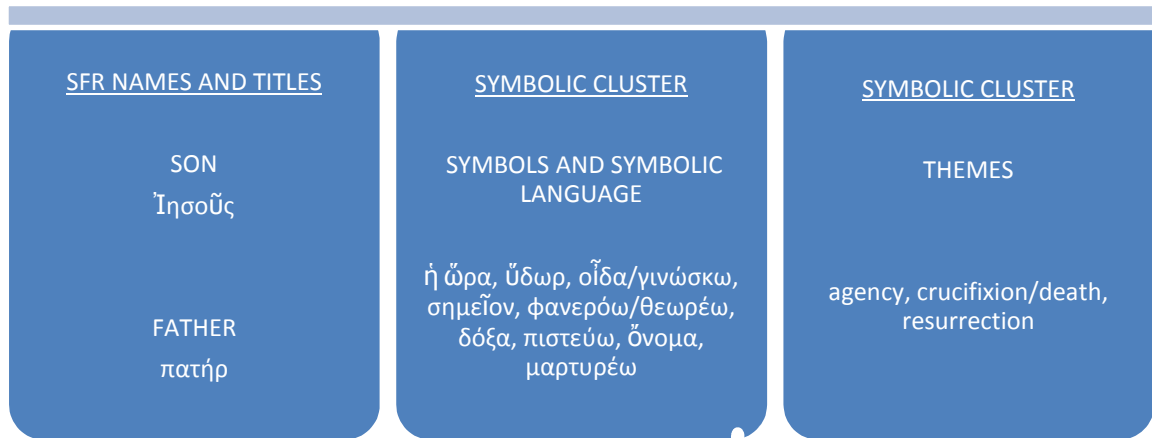 SFR NAMES AND TITLES
SON
Ἰησοῦς
FATHER
πατήρ
SYMBOLIC CLUSTER
SYMBOLS AND SYMBOLIC
LANGUAGE
ἡ ὥρα, ὕδωρ, οἶδα/γινώσκω,
σημεῖον, φανερόω/θεωρέω,
δόξα, πιστεύω, ὄνομα,
μαρτυρέω
SYMBOLIC CLUSTER
THEMES
agency, crucifixion/death,
resurrection